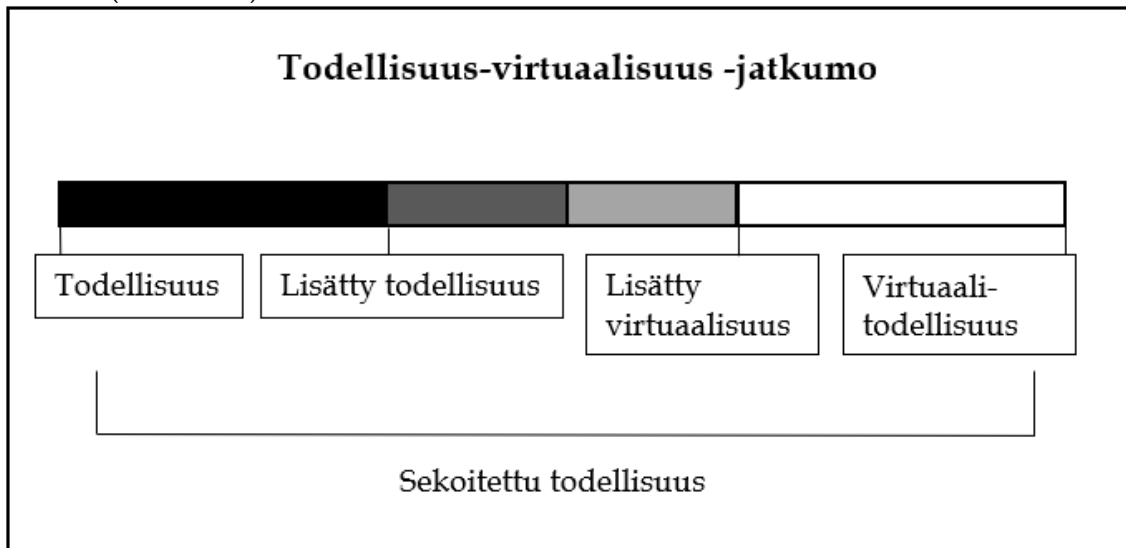 Todellisuus-virtuaalisuus -jatkumo
Todellisuus
Lisätty todellisuus
Lisätty
virtuaalisuus
Virtuaali-
todellisuus
Sekoitettu todellisuus